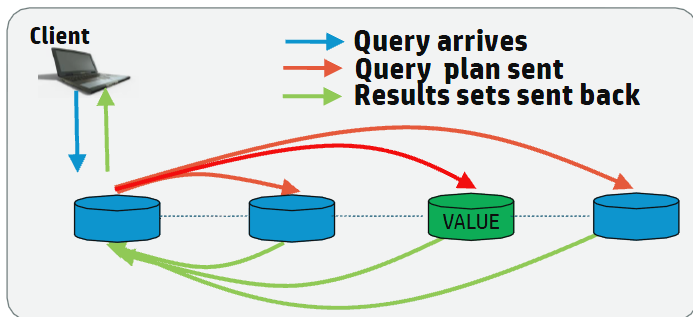 Client
Query arrives
Query plan sent
Results sets sent back
VALUE